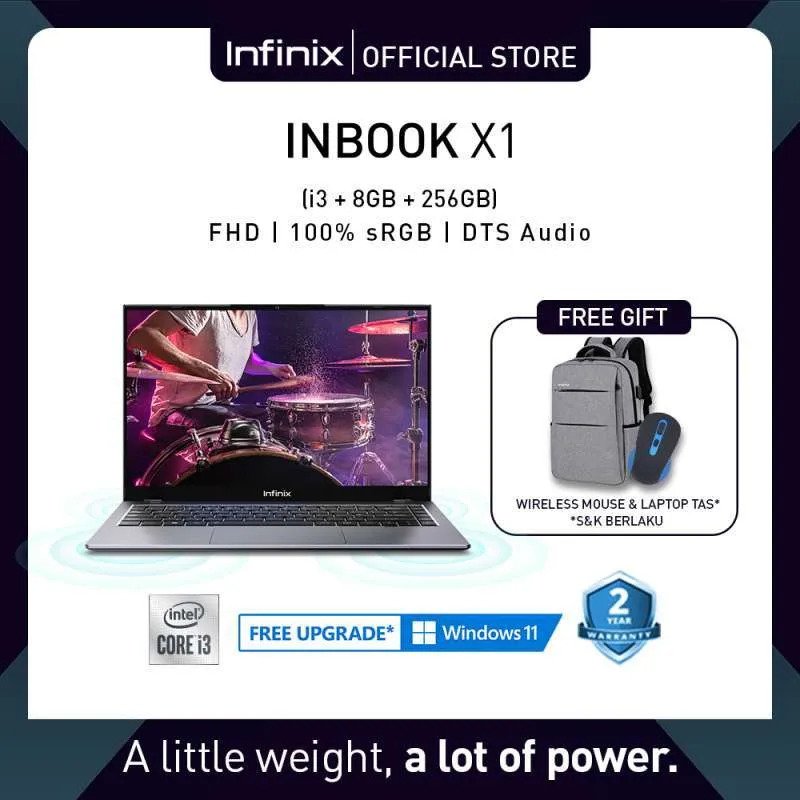 Infinix | OFFICIAL STORE
INBOOK X1
(i3 + 8GB + 256GB)
FHD | 100% sRGB | DTS Audio
FREE GIFT
Infinix
Infinix
WIRELESS MOUSE & LAPTOP TAS*
*S&K BERLAKU
intel
CORE i3
FREE UPGRADE* Windows 11
2
YEAR
WARRANTY
A little weight, a lot of power.